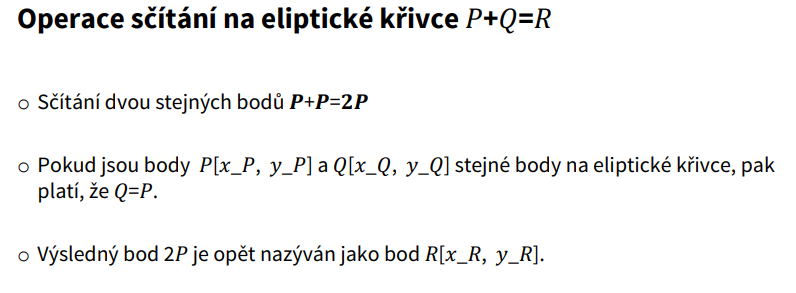 Operace sčítání na eliptické křivce P+Q=R
○ Sčítání dvou stejných bodů P+P=2P
○ Pokud jsou body P[x_P, y_P] a Q[x_Q, y_Q] stejné body na eliptické křivce, pak
platí, že Q=P.
○ Výsledný bod 2P je opět nazýván jako bod R[x_R, y_R].